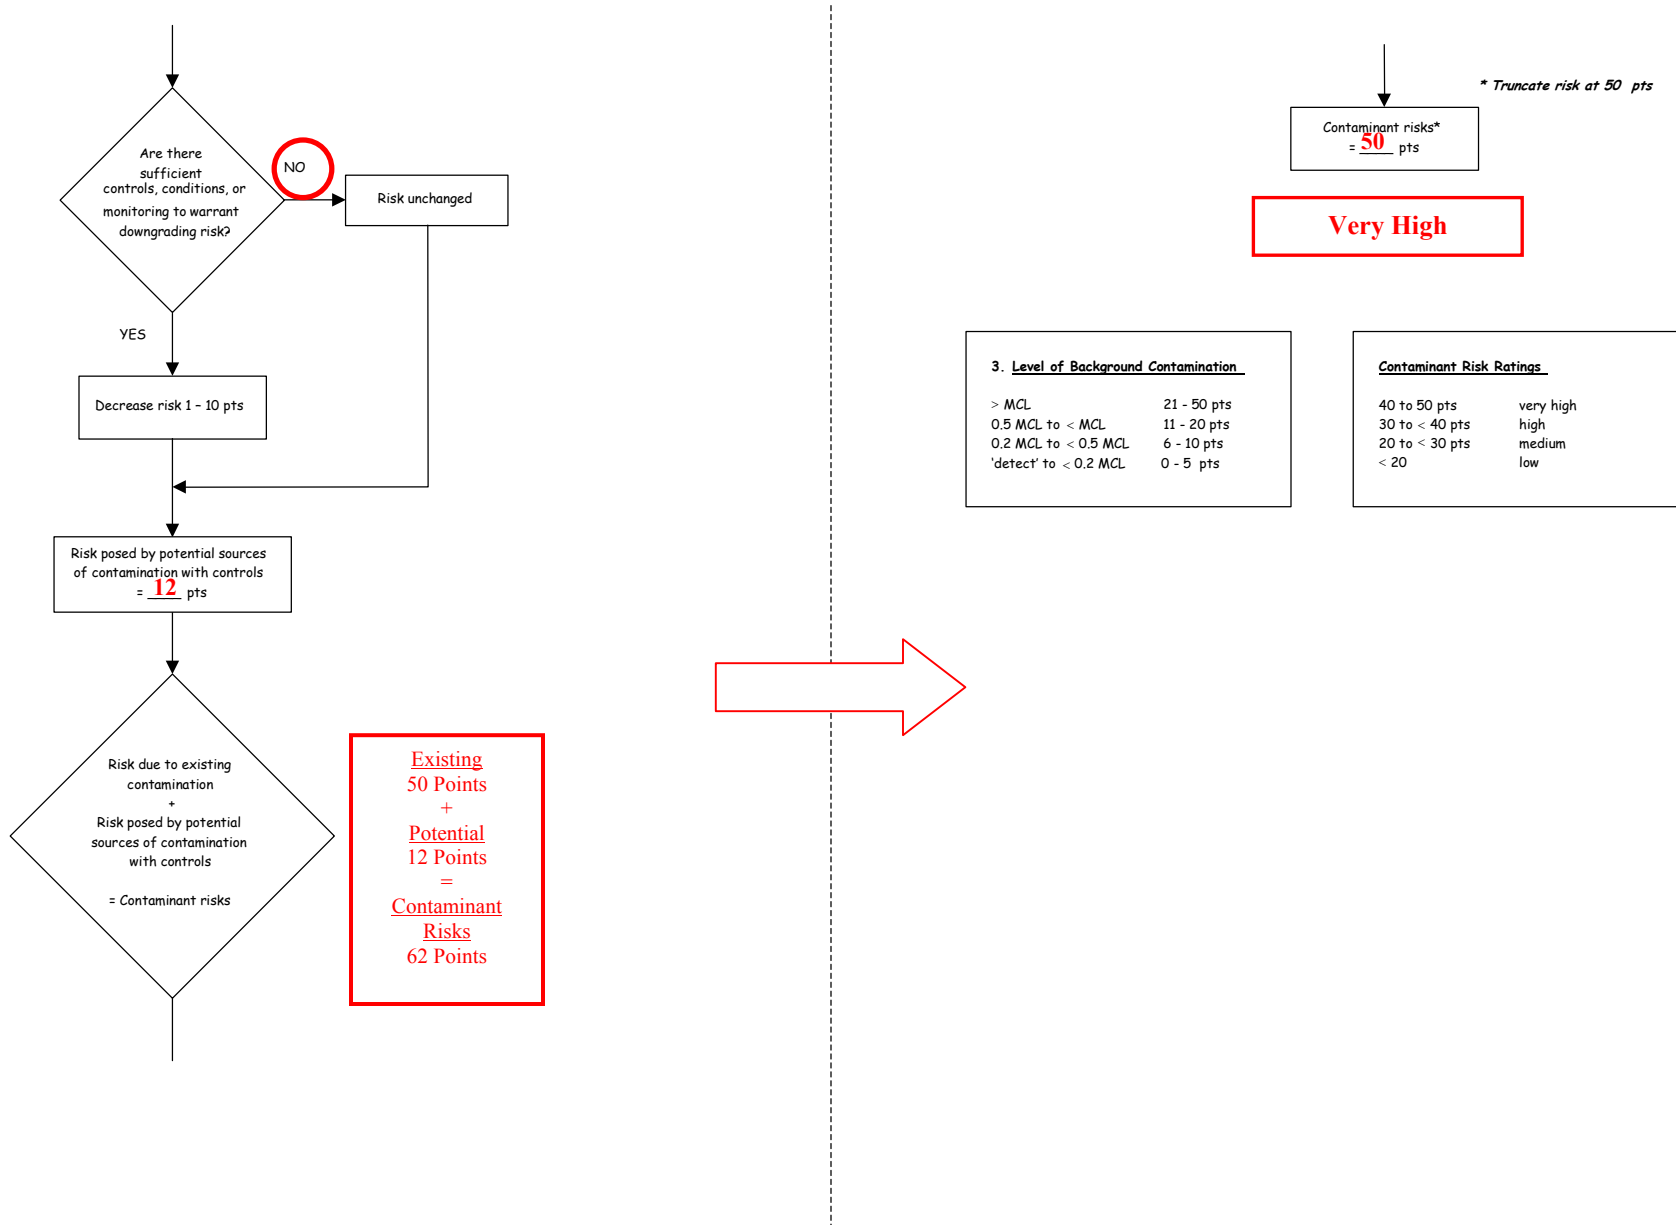 Are there
sufficient
controls, conditions, or
monitoring to warrant
downgrading risk?
NO
Risk unchanged
YES
Decrease risk 1 – 10 pts
Risk posed by potential sources
of contamination with controls
= 12 pts
Risk due to existing
contamination
+
Risk posed by potential
sources of contamination
with controls
= Contaminant risks
Existing
50 Points
+
Potential
12 Points
=
Contaminant
Risks
62 Points
* Truncate risk at 50 pts
Contaminant risks*
= 50 pts
Very High
3. Level of Background Contamination
> MCL 21 - 50 pts
0.5 MCL to < MCL 11 - 20 pts
0.2 MCL to < 0.5 MCL 6 - 10 pts
‘detect’ to < 0.2 MCL 0 - 5 pts
Contaminant Risk Ratings
40 to 50 pts very high
30 to < 40 pts high
20 to < 30 pts medium
< 20 low